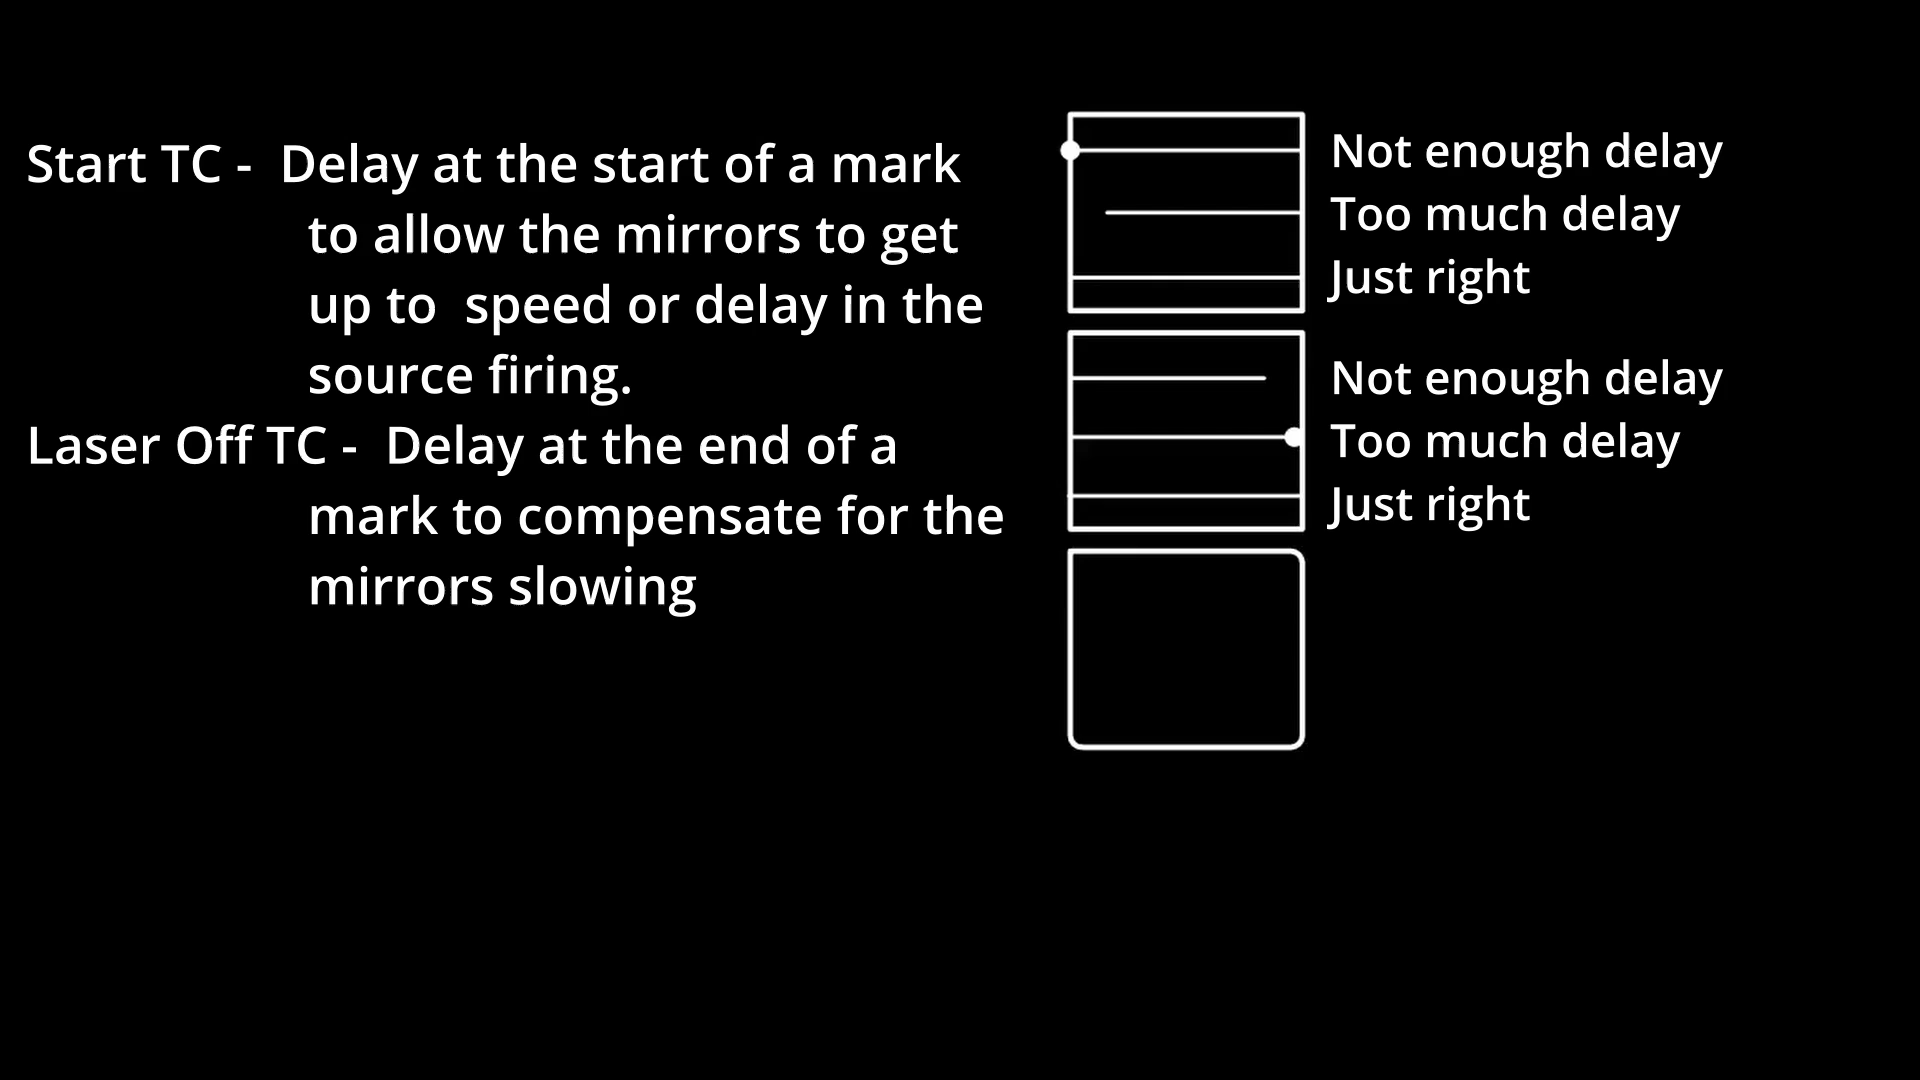 Start TC - Delay at the start of a mark
to allow the mirrors to get
up to speed or delay in the
source firing.
Laser Off TC - Delay at the end of a
mark to compensate for the
mirrors slowing
Not enough delay
Too much delay
Just right
Not enough delay
Too much delay
Just right